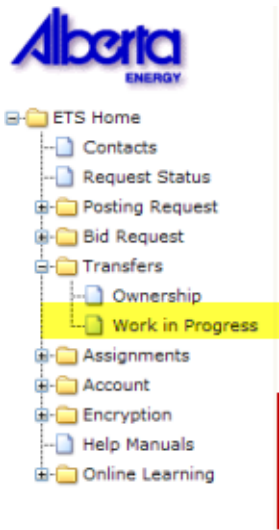 Alberta
ENERGY
ETS Home
Contacts
Request Status
Posting Request
Bid Request
Transfers
Ownership
Work in Progress
Assignments
Account
Encryption
Help Manuals
Online Learning